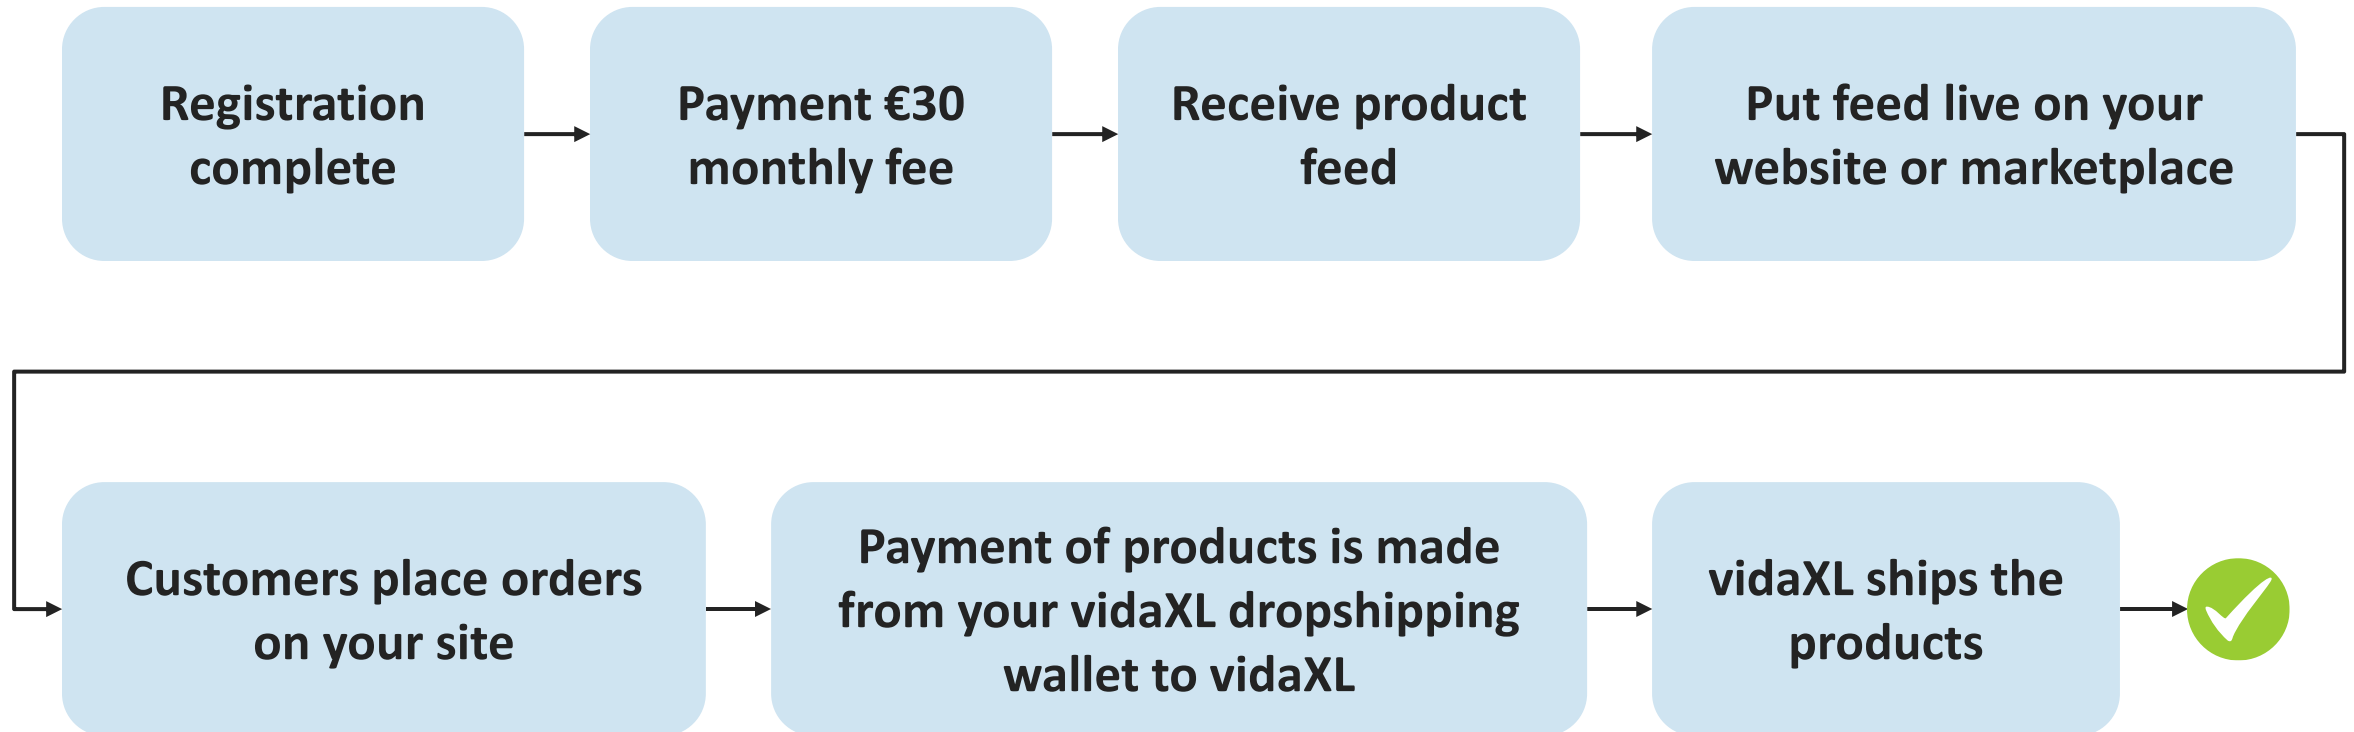 Registration
complete
Payment €30
monthly fee
Receive product
feed
Put feed live on your
website or marketplace
Customers place orders
on your site
Payment of products is made
from your vidaXL dropshipping
wallet to vidaXL
vidaXL ships the
products